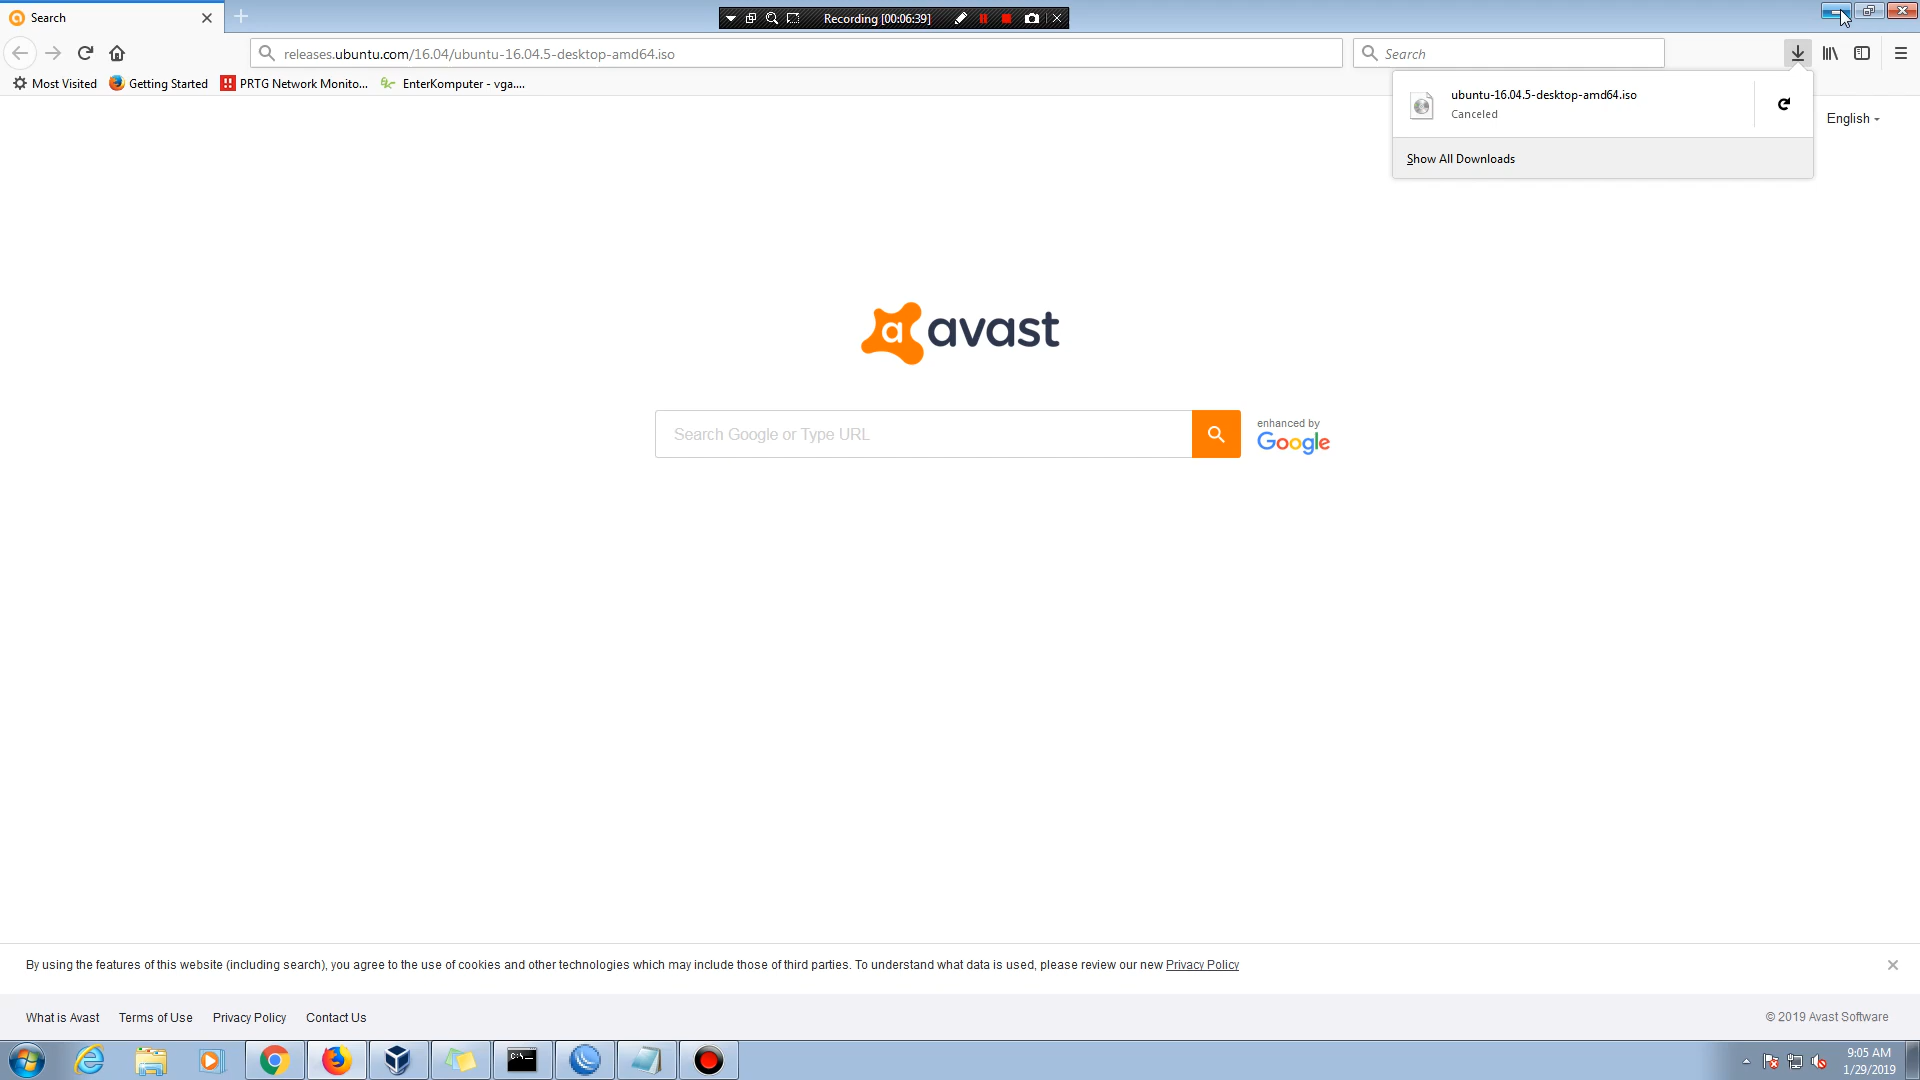 Search
Recording [00:06:39]
releases.ubuntu.com/16.04/ubuntu-16.04.5-desktop-amd64.iso
Search
Most Visited
Getting Started
PRTG Network Monito...
EnterKomputer - vga....
ubuntu-16.04.5-desktop-amd64.iso
Canceled
Show All Downloads
English
a avast
Search Google or Type URL
enhanced by
Google
By using the features of this website (including search), you agree to the use of cookies and other technologies which may include those of third parties. To understand what data is used, please review our new Privacy Policy
What is Avast
Terms of Use
Privacy Policy
Contact Us
© 2019 Avast Software
C:\_
9:05 AM
1/29/2019